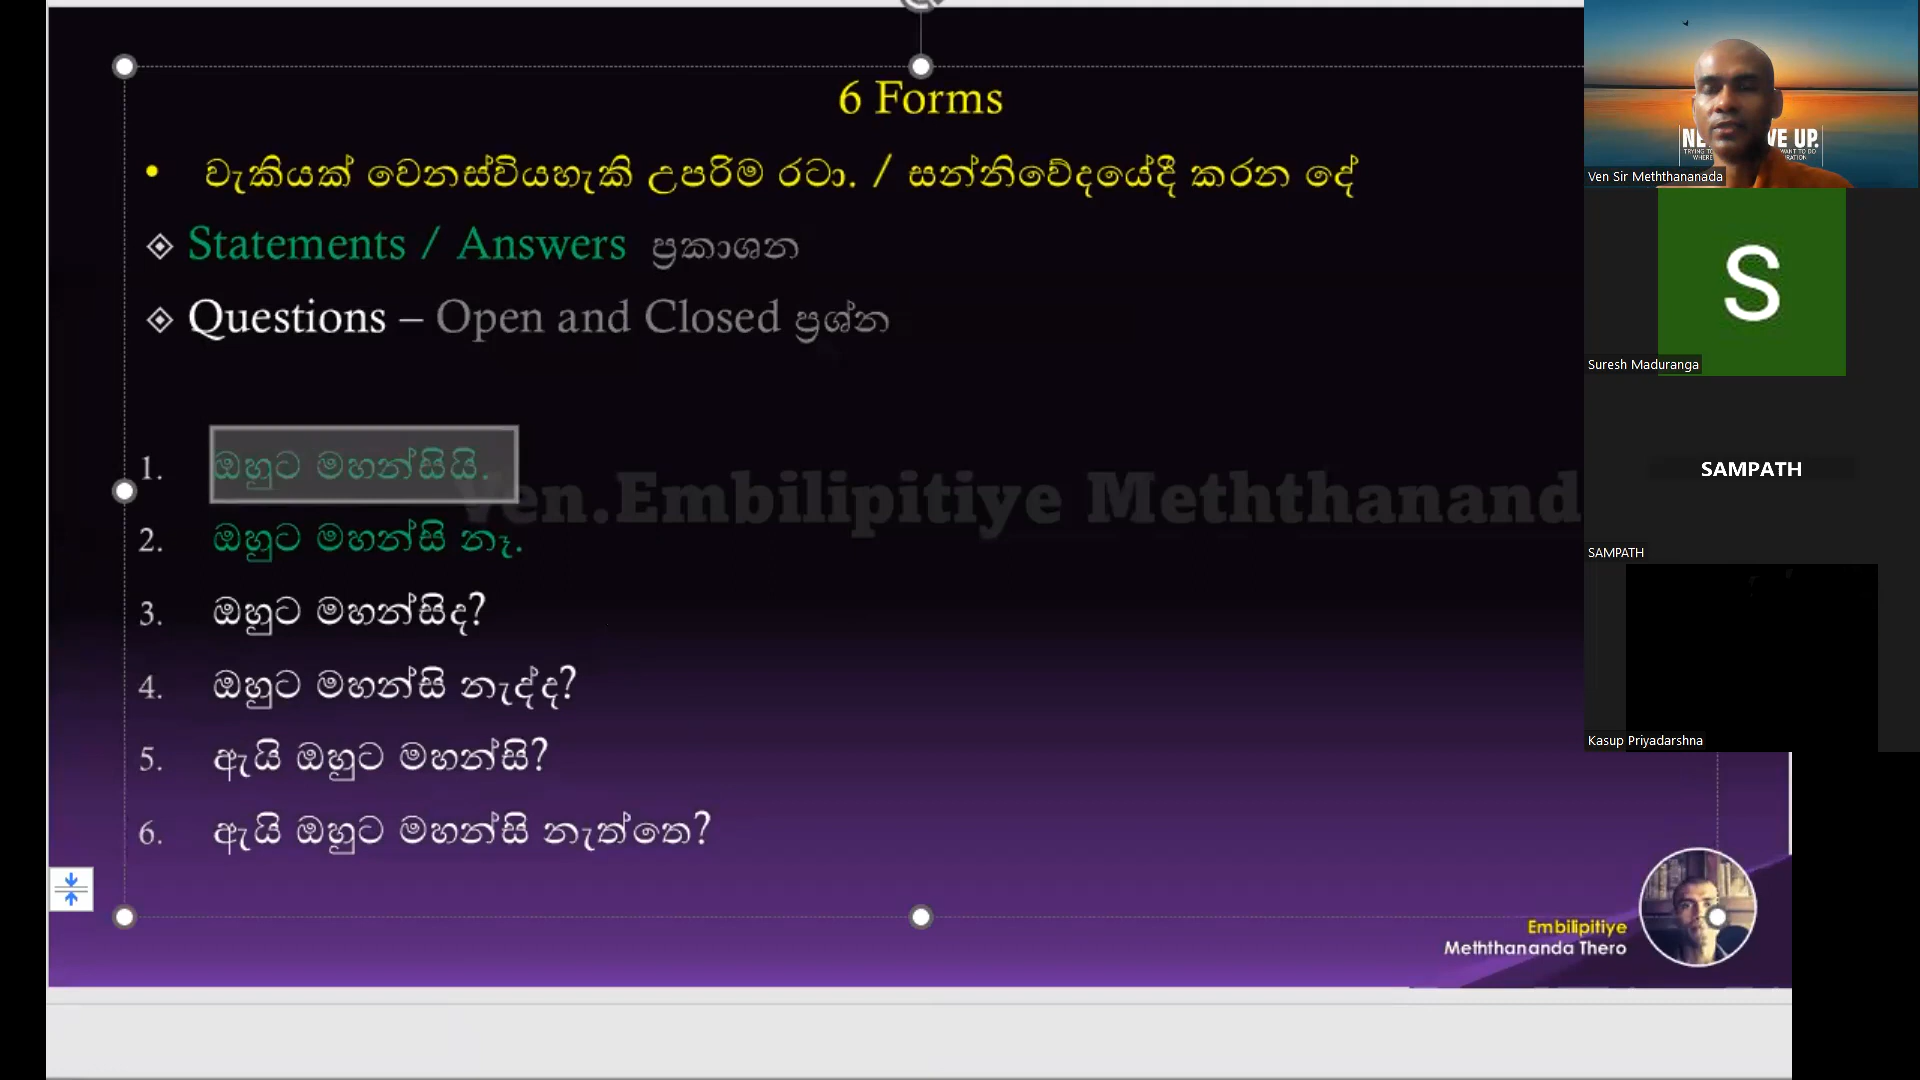 6 Forms
• වැකියක් වෙනස්වියහැකි උපරිම රටා. / සන්නිවේදයේදී කරන දේ
Statements / Answers ප්‍රකාශන
Questions – Open and Closed ප්‍රශ්න
1. ඔහුට මහන්සියි.
2. ඔහුට මහන්සි නෑ.
3. ඔහුට මහන්සිද?
4. ඔහුට මහන්සි නැද්ද?
5. ඇයි ඔහුට මහන්සි?
6. ඇයි ඔහුට මහන්සි නැත්තෙ?
Ven.Embilipitiye Meththanand
Embilipitiye
Meththananda Thero
Ven Sir Meththananada
S
Suresh Maduranga
SAMPATH
SAMPATH
Kasup Priyadarshna